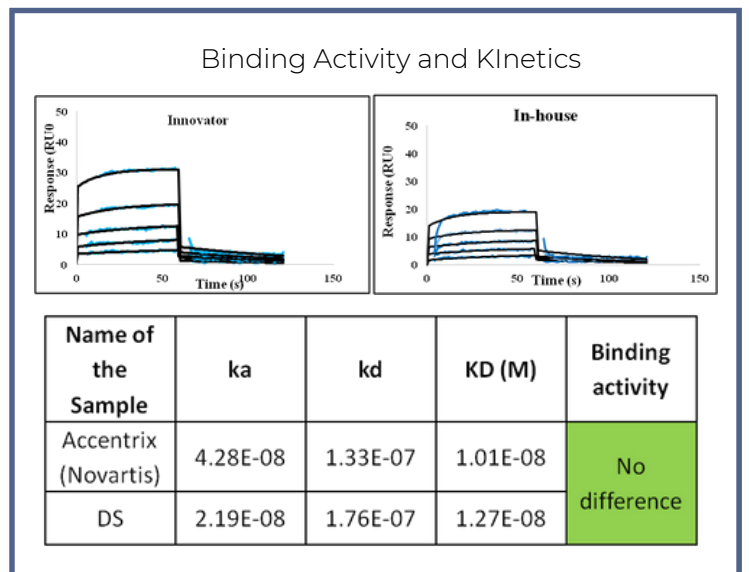 Binding Activity and KInetics
Innovator
Response (RU0
50
40
30
20
10
0
0
50
100
150
Time (s)
In-house
Response (RU0
50
40
30
20
10
0
0
50
100
150
Time (s)
Name of
the
Sample
ka
kd
KD (M)
Binding
activity
Accentrix
(Novartis)
4.28E-08
1.33E-07
1.01E-08
No
difference
DS
2.19E-08
1.76E-07
1.27E-08